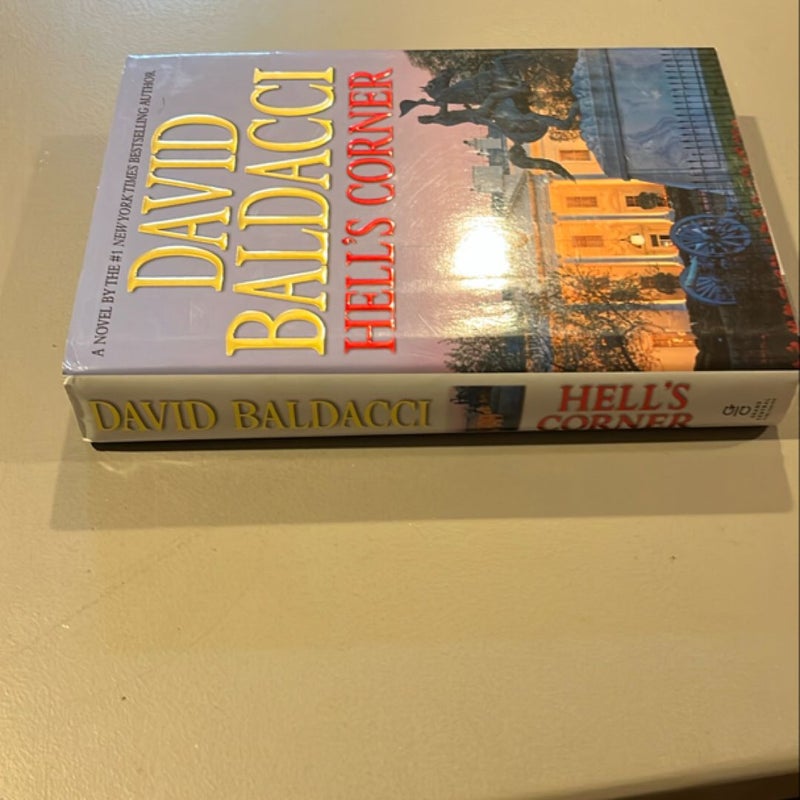 A NOVEL BY THE #1 NEW YORK TIMES BESTSELLING AUTHOR
DAVID
BALDACCI
HELL'S CORNER
DAVID BALDACCI
HELL'S
CORNER